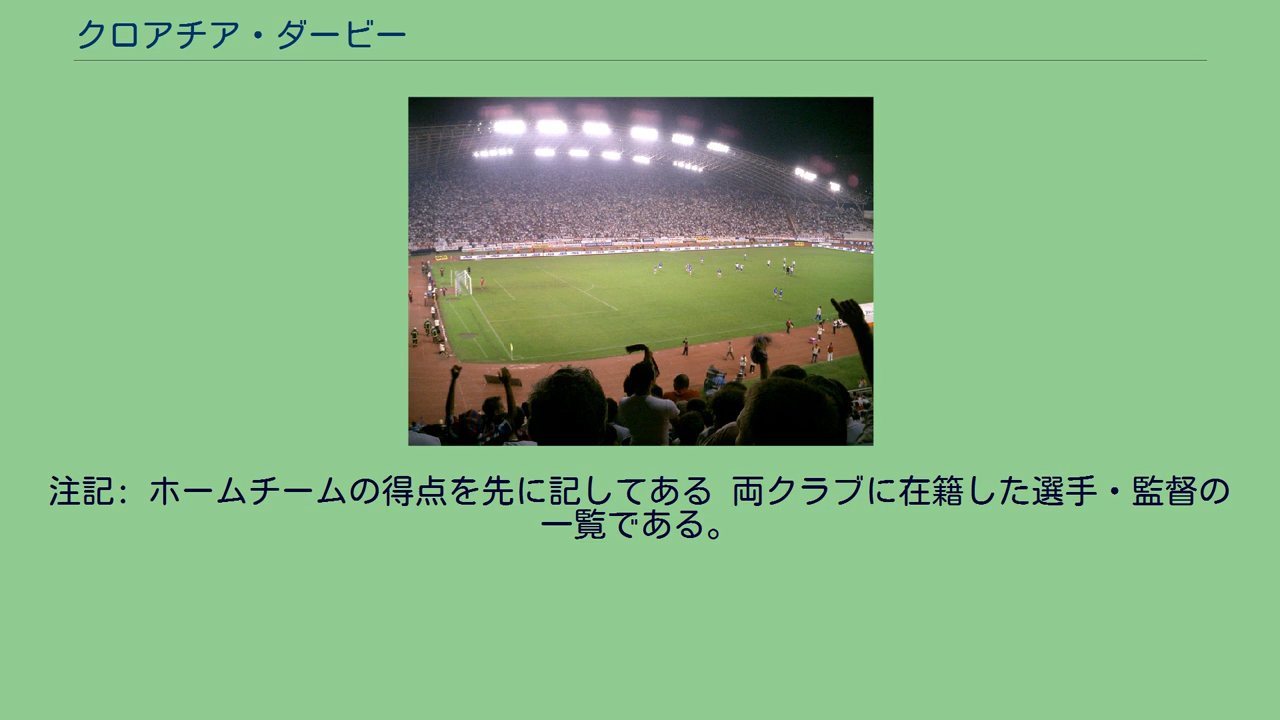 クロアチア・ダービー
注記: ホームチームの得点を先に記してある 両クラブに在籍した選手・監督の
一覧である。